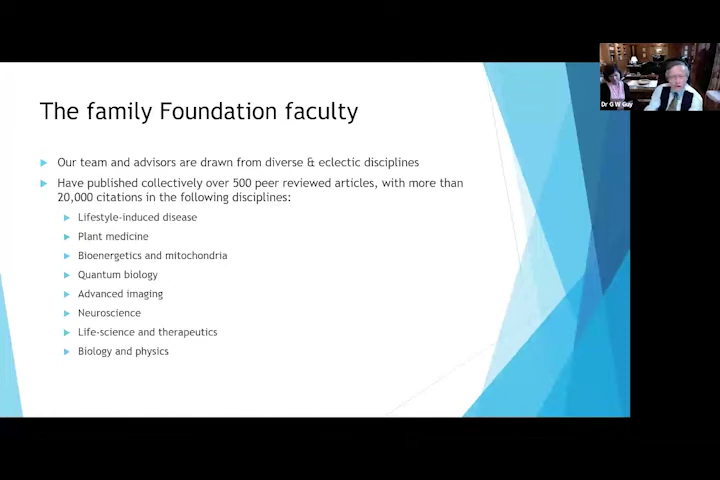 The family Foundation faculty
Our team and advisors are drawn from diverse & eclectic disciplines
Have published collectively over 500 peer reviewed articles, with more than
20,000 citations in the following disciplines:
Lifestyle-induced disease
Plant medicine
Bioenergetics and mitochondria
Quantum biology
Advanced imaging
Neuroscience
Life-science and therapeutics
Biology and physics
Dr G W Guy